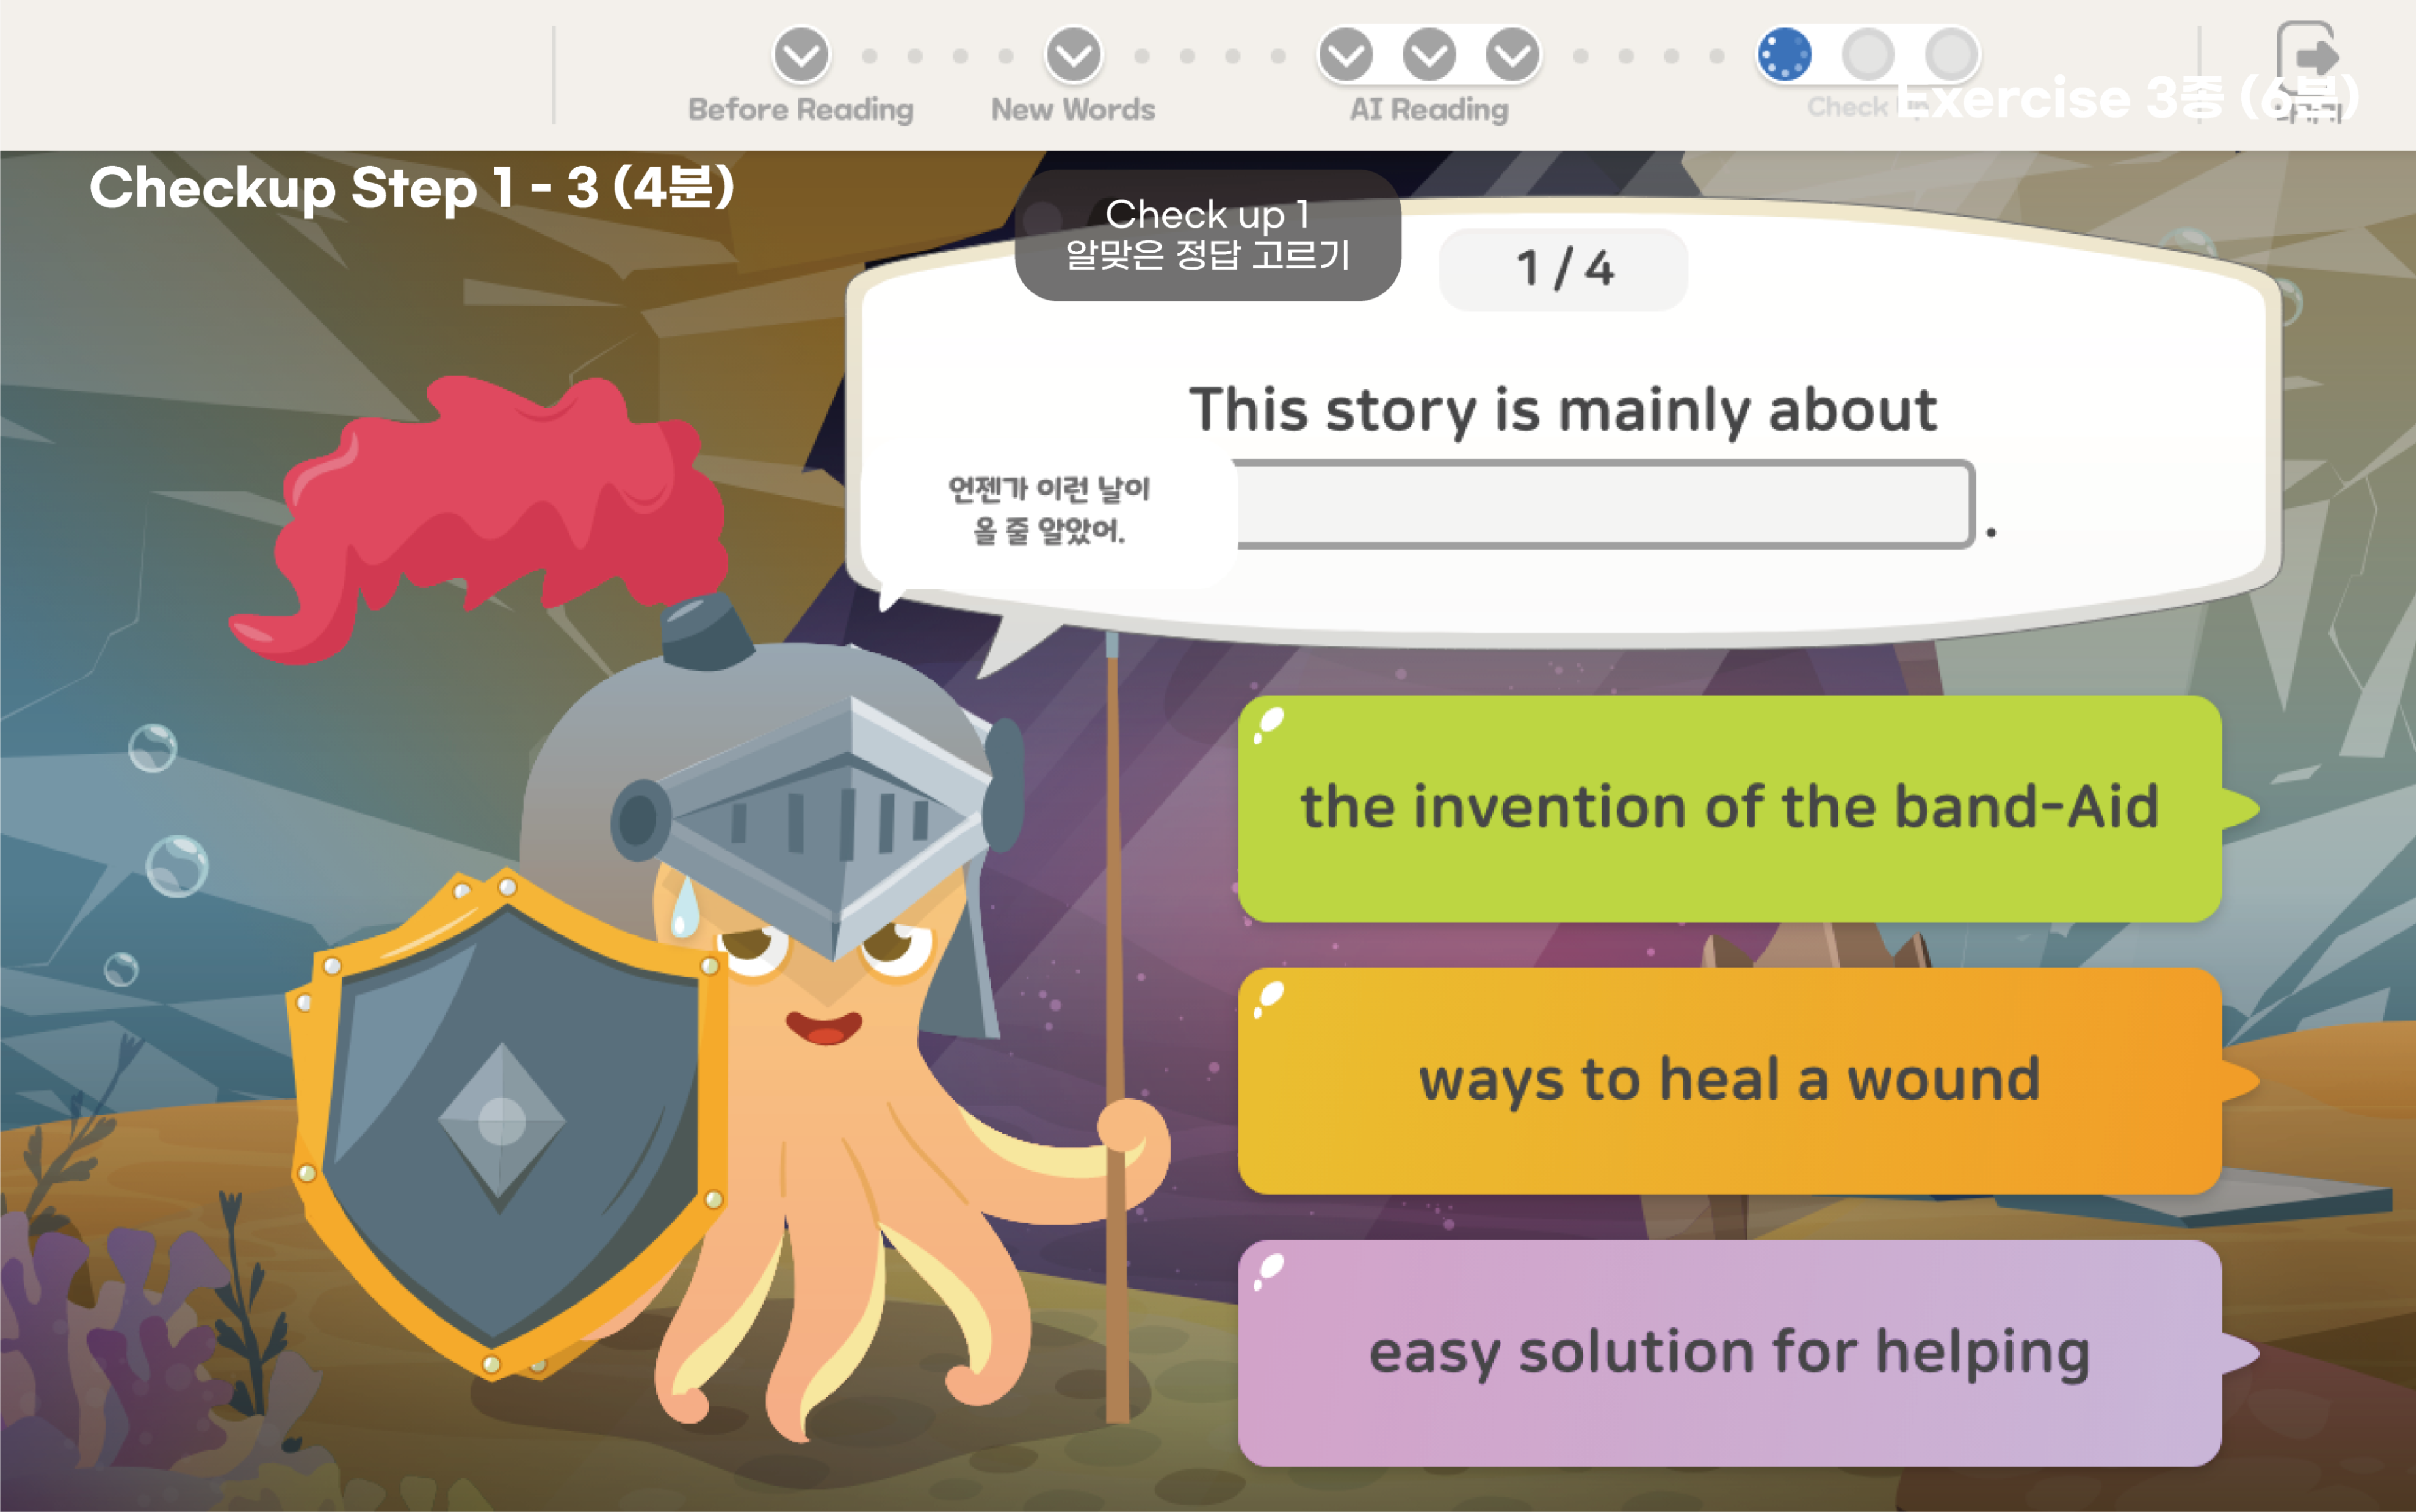 Before Reading
New Words
AI Reading
Check
Exercise 3종 (6분)
Checkup Step 1 - 3 (4분)
Check up 1
알맞은 정답 고르기
1 / 4
This story is mainly about
.
언젠가 이런 날이
올 줄 알았어.
the invention of the band-Aid
ways to heal a wound
easy solution for helping